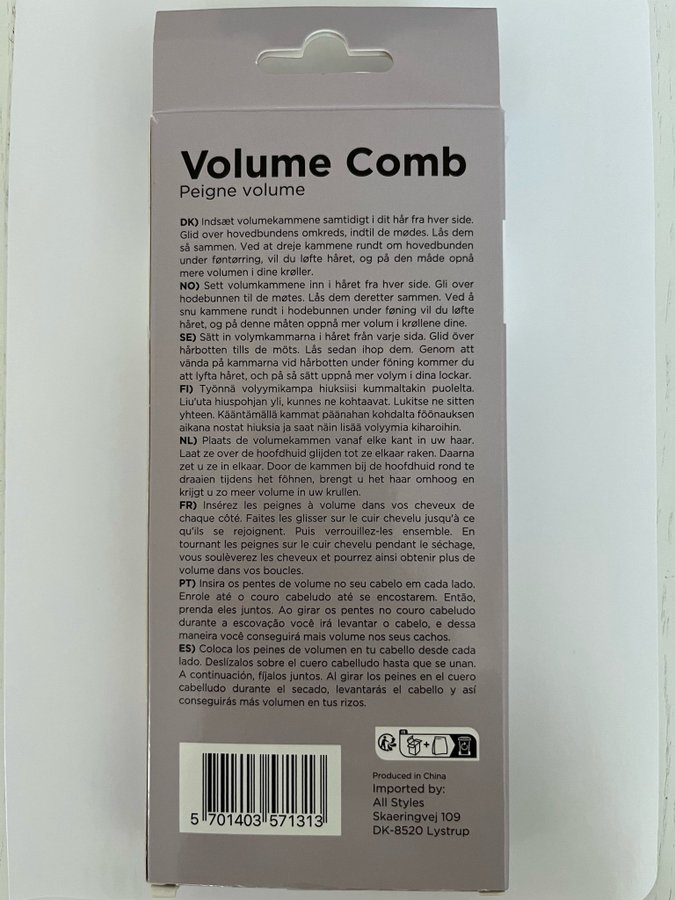 Volume Comb
Peigne volume
DK) Indsæt volumekammene samtidigt i dit hår fra hver side.
Glid over hovedbundens omkreds, indtil de mødes. Lås dem
så sammen. Ved at dreje kammene rundt om hovedbunden
under føntørring, vil du løfte håret, og på den måde opnå
mere volumen i dine krøller.
NO) Sett volumkammene inn i håret fra hver side. Gli over
hodebunnen til de møtes. Lås dem deretter sammen. Ved å
snu kammene rundt i hodebunnen under føning vil du løfte
håret, og på denne måten oppnå mer volum i krøllene dine.
SE) Sätt in volymkammarna i håret från varje sida. Glid över
hårbotten tills de möts. Lås sedan ihop dem. Genom att
vända på kammarna vid hårbotten under föning kommer du
att lyfta håret, och på så sätt uppnå mer volym i dina lockar.
FI) Työnnä volyymikampa hiuksiisi kummaltakin puolelta.
Liu'uta hiuspohjan yli, kunnes ne kohtaavat. Lukitse ne sitten
yhteen. Kääntämällä kammat päänahan kohdalta föönauksen
aikana nostat hiuksia ja saat näin lisää volyymia kiharoihin.
NL) Plaats de volumekammen vanaf elke kant in uw haar.
Laat ze over de hoofdhuid glijden tot ze elkaar raken. Daarna
zet u ze in elkaar. Door de kammen bij de hoofdhuid rond te
draaien tijdens het föhnen, brengt u het haar omhoog en
krijgt u zo meer volume in uw krullen.
FR) Insérez les peignes à volume dans vos cheveux de
chaque côté. Faites les glisser sur le cuir chevelu jusqu'à ce
qu'ils se rejoignent. Puis verrouillez-les ensemble. En
tournant les peignes sur le cuir chevelu pendant le séchage,
vous soulèverez les cheveux et pourrez ainsi obtenir plus de
volume dans vos boucles.
PT) Insira os pentes de volume no seu cabelo em cada lado.
Enrole até o couro cabeludo até se encostarem. Então,
prenda eles juntos. Ao girar os pentes no couro cabeludo
durante a escovação você irá levantar o cabelo, e dessa
maneira você conseguirá mais volume nos seus cachos.
ES) Coloca los peines de volumen en tu cabello desde cada
lado. Deslízalos sobre el cuero cabelludo hasta que se unan.
A continuación, fíjalos juntos. Al girar los peines en el cuero
cabelludo durante el secado, levantarás el cabello y así
conseguirás más volumen en tus rizos.
5 701403 571313
Produced in China
Imported by:
All Styles
Skaeringvej 109
DK-8520 Lystrup